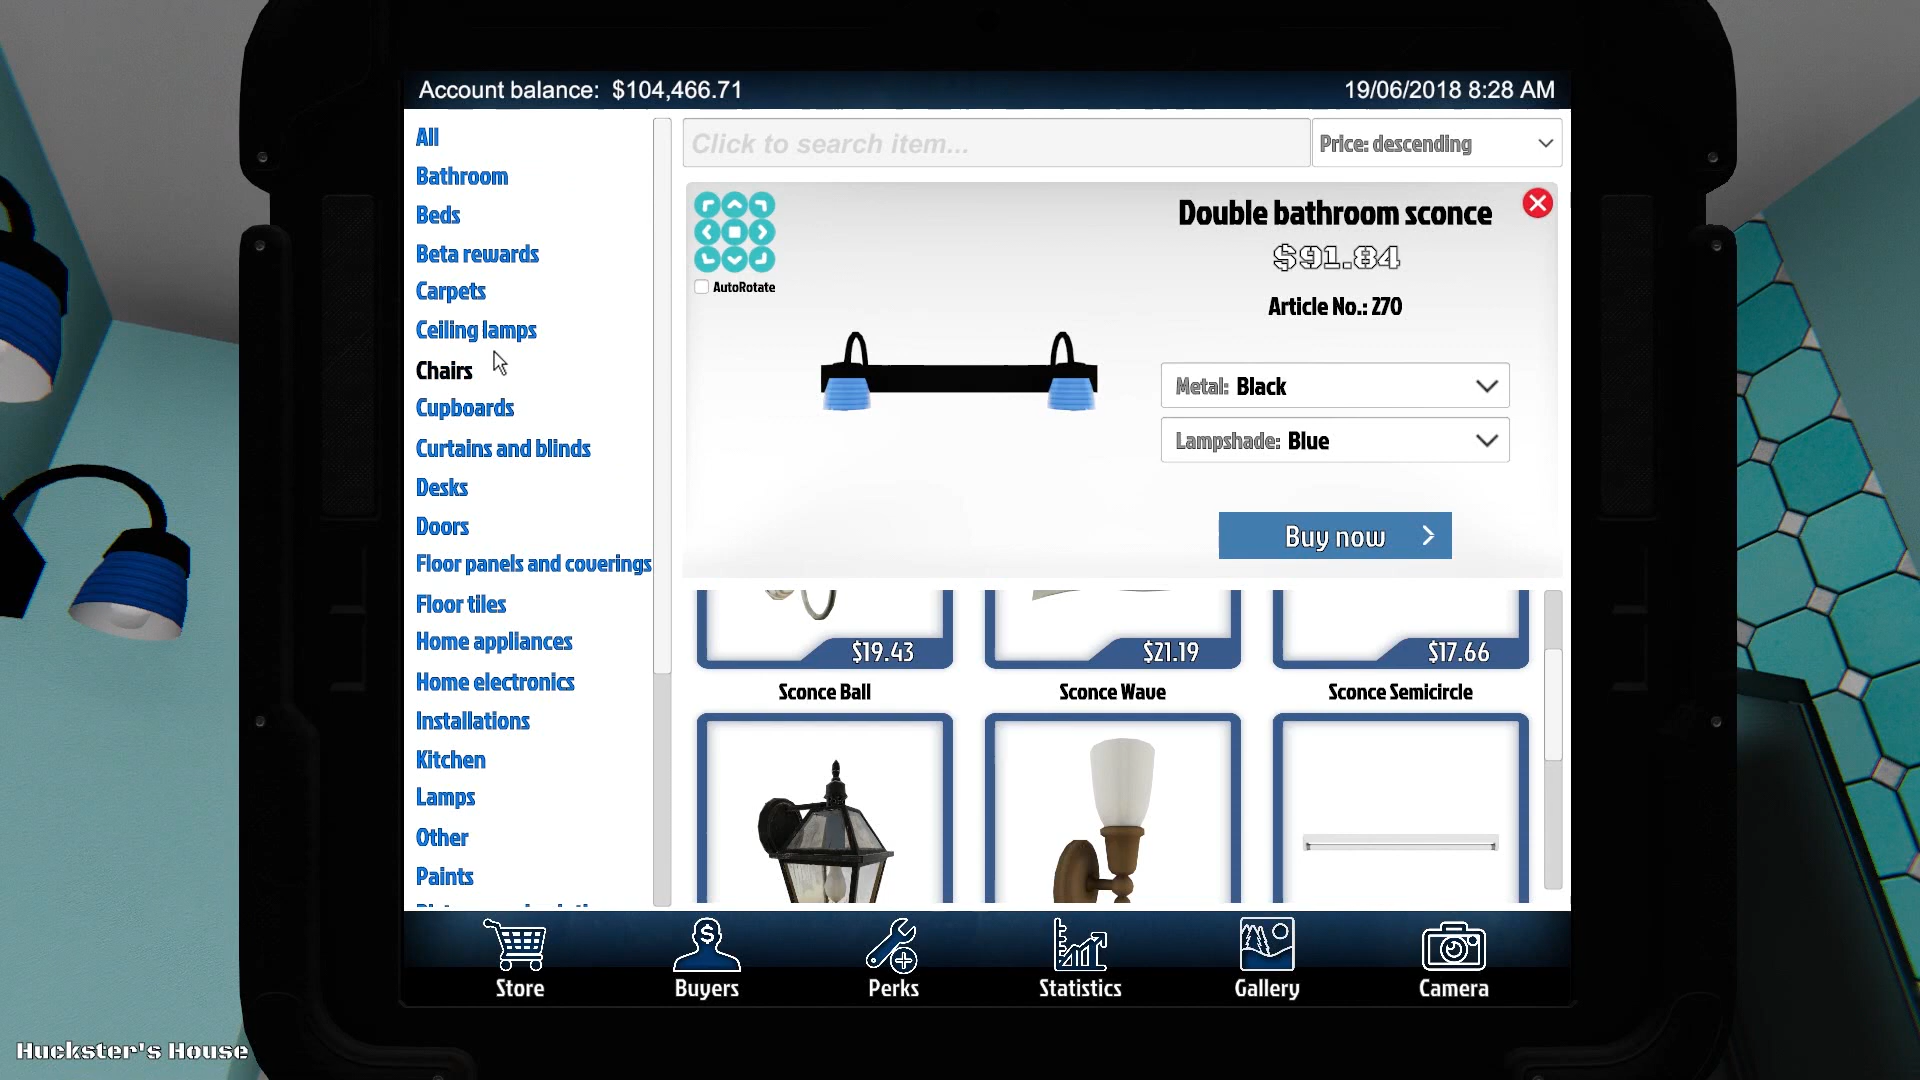 Account balance: $104,466.71
19/06/2018 8:28 AM
All
Bathroom
Beds
Beta rewards
Carpets
Ceiling lamps
Chairs
Cupboards
Curtains and blinds
Desks
Doors
Floor panels and coverings
Floor tiles
Home appliances
Home electronics
Installations
Kitchen
Lamps
Other
Paints
Click to search item...
Price: descending
AutoRotate
Double bathroom sconce
$91.84
Article No.: 270
Metal: Black
Lampshade: Blue
Buy now
$19.43
$21.19
$17.66
Sconce Ball
Sconce Wave
Sconce Semicircle
Store
Buyers
Perks
Statistics
Gallery
Camera
Huckster's House